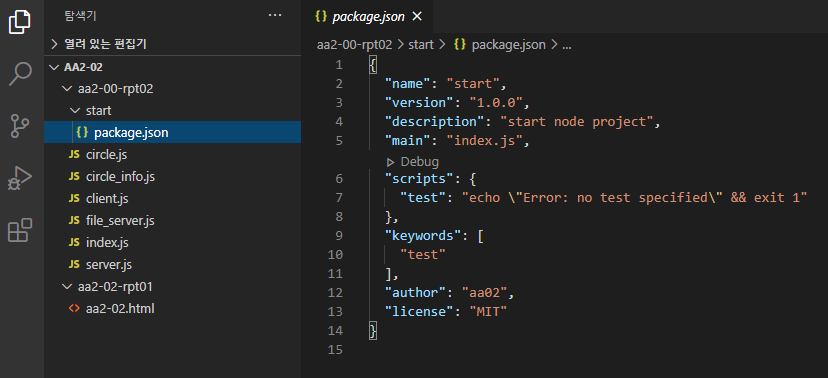 탐색기
열려 있는 편집기
AA2-02
aa2-00-rpt02
start
{} package.json
JS circle.js
JS circle_info.js
JS client.js
JS file_server.js
JS index.js
JS server.js
aa2-02-rpt01
<> aa2-02.html
{} package.json
aa2-00-rpt02 > start > {} package.json > ...
1 {
2 "name": "start",
3 "version": "1.0.0",
4 "description": "start node project",
5 "main": "index.js",
Debug
6 "scripts": {
7 "test": "echo \"Error: no test specified\" && exit 1"
8 },
9 "keywords": [
10 "test"
11 ],
12 "author": "aa02",
13 "license": "MIT"
14 }
15